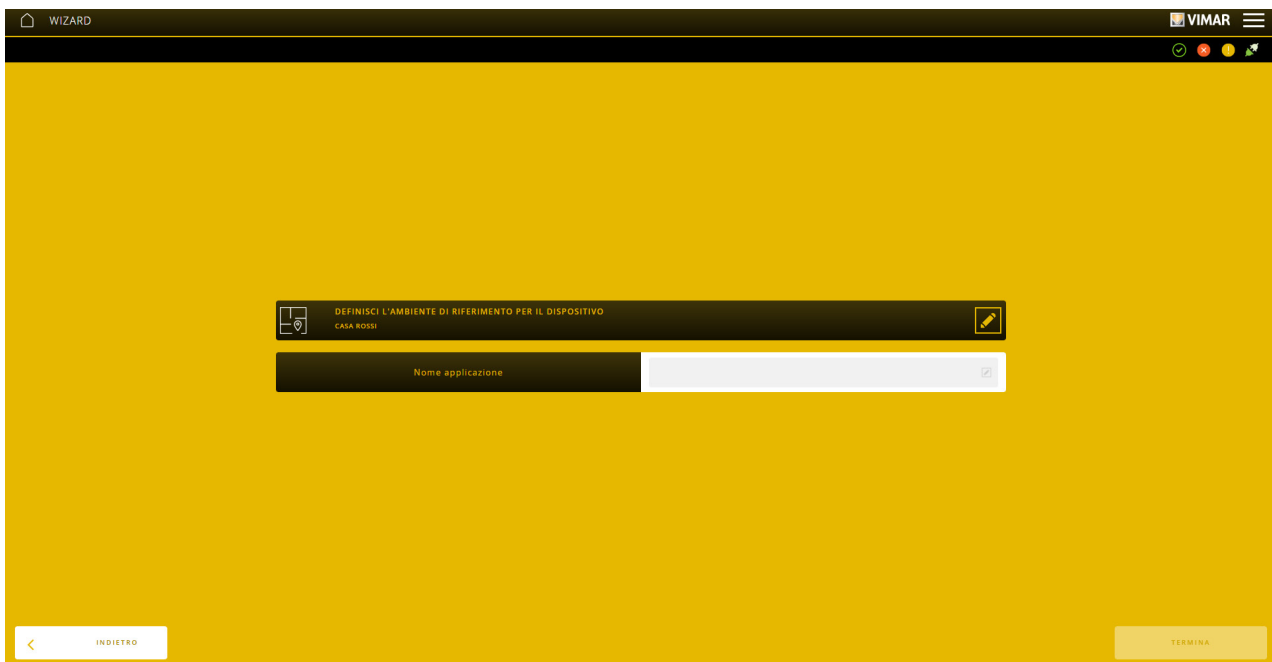 WIZARD
VIMAR
DEFINISCI L'AMBIENTE DI RIFERIMENTO PER IL DISPOSITIVO
CASA ROSSI
Nome applicazione
INDIETRO
TERMINA